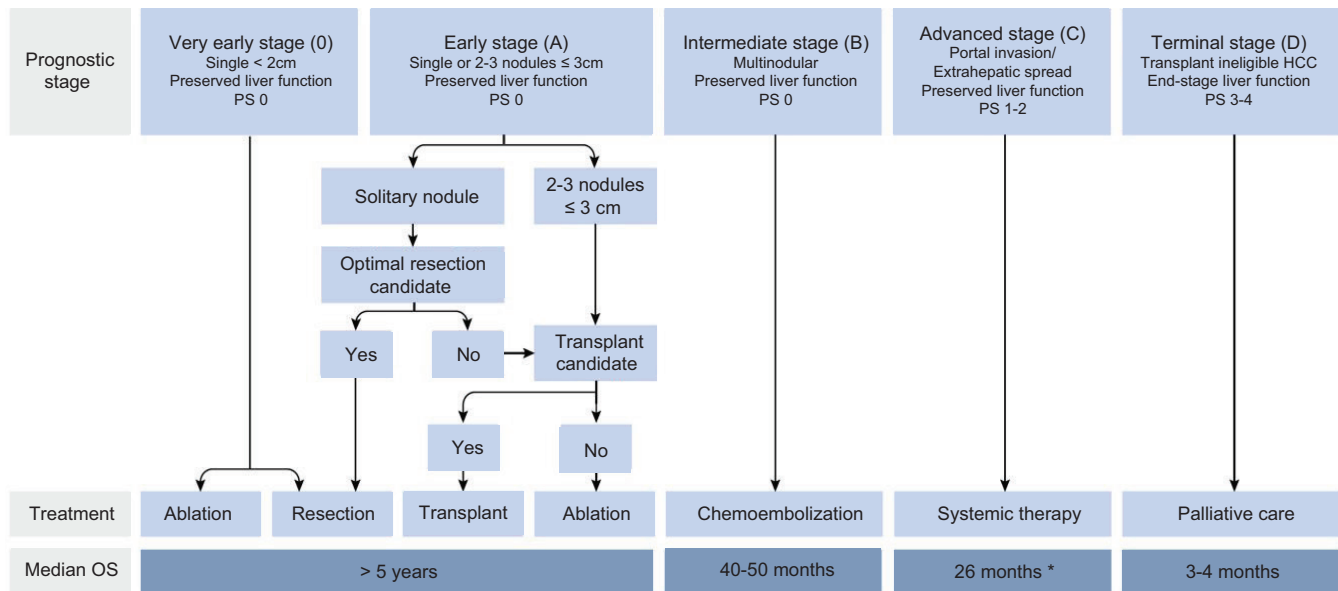 Prognostic
stage
Very early stage (0)
Single < 2cm
Preserved liver function
PS 0
Early stage (A)
Single or 2-3 nodules ≤ 3cm
Preserved liver function
PS 0
Intermediate stage (B)
Multinodular
Preserved liver function
PS 0
Advanced stage (C)
Portal invasion/
Extrahepatic spread
Preserved liver function
PS 1-2
Terminal stage (D)
Transplant ineligible HCC
End-stage liver function
PS 3-4
Solitary nodule
2-3 nodules
≤ 3 cm
Optimal resection
candidate
Yes
No
Transplant
candidate
Yes
No
Treatment
Ablation
Resection
Transplant
Ablation
Chemoembolization
Systemic therapy
Palliative care
Median OS
> 5 years
40-50 months
26 months *
3-4 months